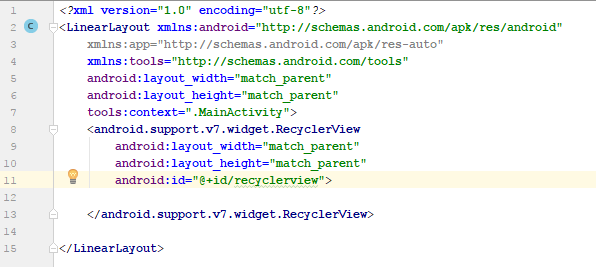 1 <?xml version="1.0" encoding="utf-8"?>
2 C <LinearLayout xmlns:android="http://schemas.android.com/apk/res/android"
3 xmlns:app="http://schemas.android.com/apk/res-auto"
4 xmlns:tools="http://schemas.android.com/tools"
5 android:layout_width="match_parent"
6 android:layout_height="match_parent"
7 tools:context=".MainActivity">
8 <android.support.v7.widget.RecyclerView
9 android:layout_width="match_parent"
10 android:layout_height="match_parent"
11 android:id="@+id/recyclerview">
12
13 </android.support.v7.widget.RecyclerView>
14
15 </LinearLayout>